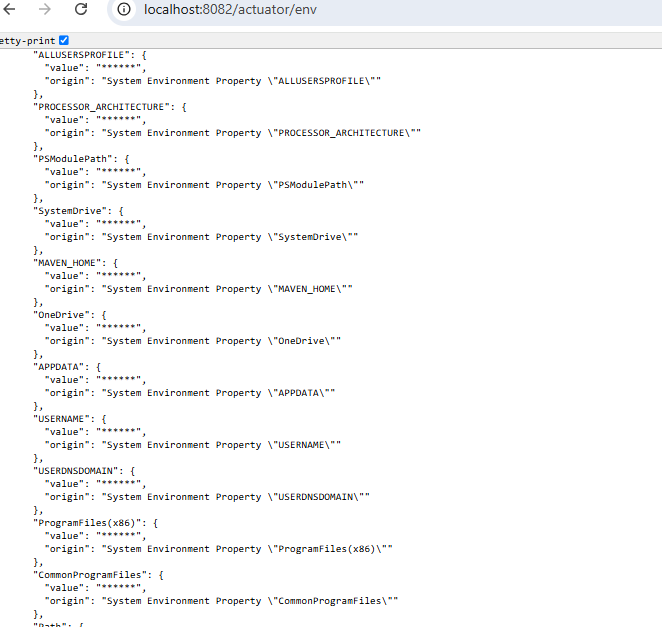 localhost:8082/actuator/env
etty-print
"ALLUSERSPROFILE": {
"value": "******",
"origin": "System Environment Property \"ALLUSERSPROFILE\""
},
"PROCESSOR_ARCHITECTURE": {
"value": "******",
"origin": "System Environment Property \"PROCESSOR_ARCHITECTURE\""
},
"PSModulePath": {
"value": "******",
"origin": "System Environment Property \"PSModulePath\""
},
"SystemDrive": {
"value": "******",
"origin": "System Environment Property \"SystemDrive\""
},
"MAVEN_HOME": {
"value": "******",
"origin": "System Environment Property \"MAVEN_HOME\""
},
"OneDrive": {
"value": "******",
"origin": "System Environment Property \"OneDrive\""
},
"APPDATA": {
"value": "******",
"origin": "System Environment Property \"APPDATA\""
},
"USERNAME": {
"value": "******",
"origin": "System Environment Property \"USERNAME\""
},
"USERDNSDOMAIN": {
"value": "******",
"origin": "System Environment Property \"USERDNSDOMAIN\""
},
"ProgramFiles(x86)": {
"value": "******",
"origin": "System Environment Property \"ProgramFiles(x86)\""
},
"CommonProgramFiles": {
"value": "******",
"origin": "System Environment Property \"CommonProgramFiles\""
},
"Path": {